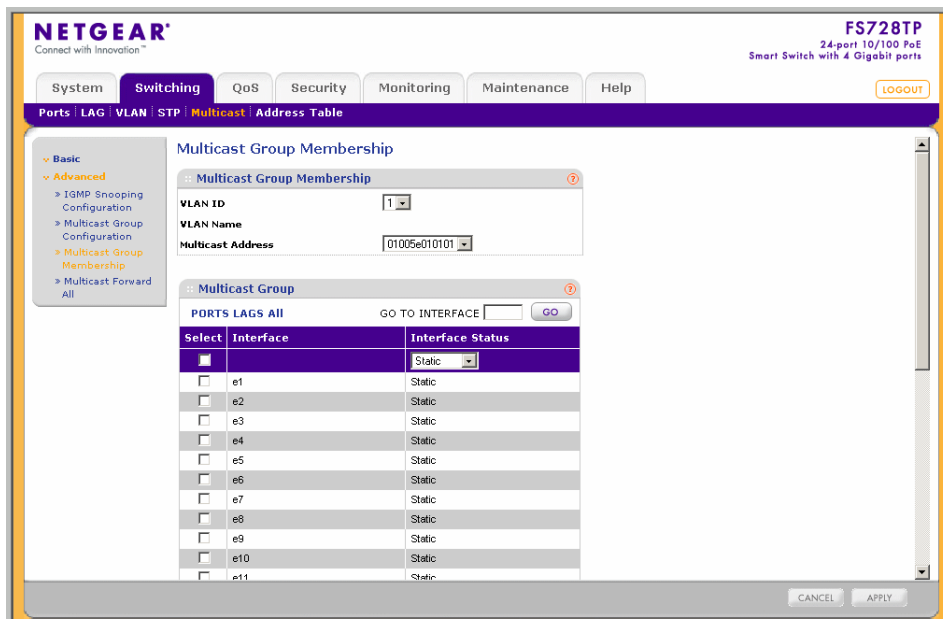 NETGEAR®
Connect with Innovation™
FS728TP
24-port 10/100 PoE
Smart Switch with 4 Gigabit ports
System Switching QoS Security Monitoring Maintenance Help LOGOUT
Ports LAG VLAN STP Multicast Address Table
Basic
Advanced
» IGMP Snooping
Configuration
» Multicast Group
Configuration
» Multicast Group
Membership
» Multicast Forward
All
Multicast Group Membership
:: Multicast Group Membership ?
VLAN ID 1
VLAN Name
Multicast Address 01005e010101
:: Multicast Group ?
PORTS LAGS All GO TO INTERFACE GO
Select Interface Interface Status
Static
e1 Static
e2 Static
e3 Static
e4 Static
e5 Static
e6 Static
e7 Static
e8 Static
e9 Static
e10 Static
e11 Static
CANCEL APPLY